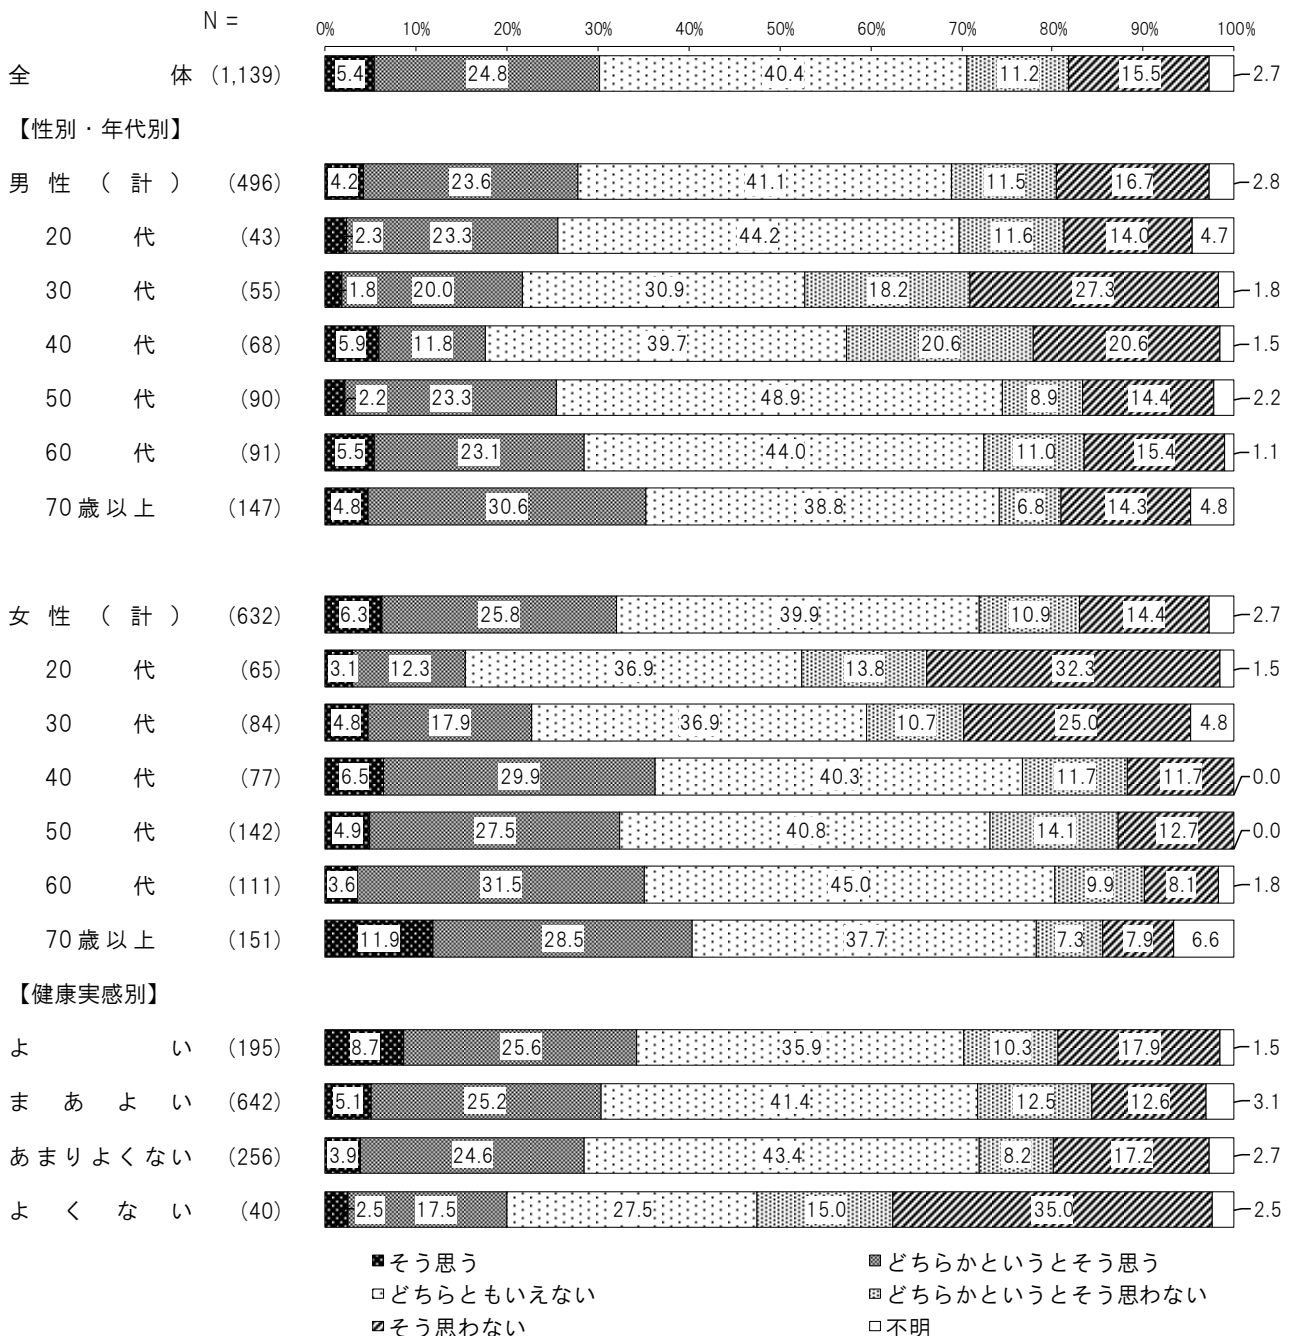 N =
0% 10% 20% 30% 40% 50% 60% 70% 80% 90% 100%
全体 (1,139) 5.4 24.8 40.4 11.2 15.5 2.7
【性別・年代別】
男性（計） (496) 4.2 23.6 41.1 11.5 16.7 2.8
20代 (43) 2.3 23.3 44.2 11.6 14.0 4.7
30代 (55) 1.8 20.0 30.9 18.2 27.3 1.8
40代 (68) 5.9 11.8 39.7 20.6 20.6 1.5
50代 (90) 2.2 23.3 48.9 8.9 14.4 2.2
60代 (91) 5.5 23.1 44.0 11.0 15.4 1.1
70歳以上 (147) 4.8 30.6 38.8 6.8 14.3 4.8
女性（計） (632) 6.3 25.8 39.9 10.9 14.4 2.7
20代 (65) 3.1 12.3 36.9 13.8 32.3 1.5
30代 (84) 4.8 17.9 36.9 10.7 25.0 4.8
40代 (77) 6.5 29.9 40.3 11.7 11.7 0.0
50代 (142) 4.9 27.5 40.8 14.1 12.7 0.0
60代 (111) 3.6 31.5 45.0 9.9 8.1 1.8
70歳以上 (151) 11.9 28.5 37.7 7.3 7.9 6.6
【健康実感別】
よい (195) 8.7 25.6 35.9 10.3 17.9 1.5
まあよい (642) 5.1 25.2 41.4 12.5 12.6 3.1
あまりよくない (256) 3.9 24.6 43.4 8.2 17.2 2.7
よくない (40) 2.5 17.5 27.5 15.0 35.0 2.5
そう思う どちらかというとそう思う
どちらともいえない どちらかというとそう思わない
そう思わない 不明